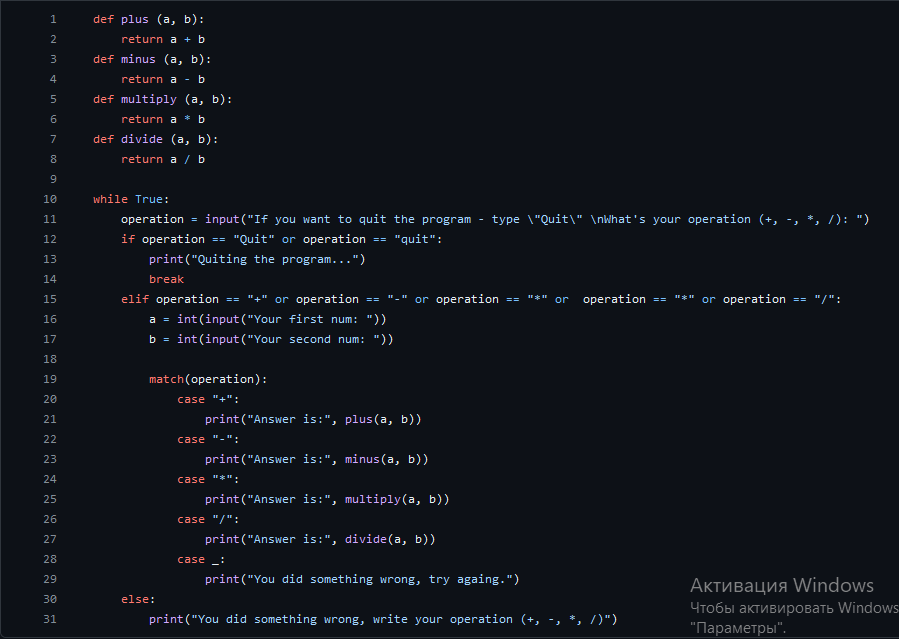 1 def plus (a, b):
2 return a + b
3 def minus (a, b):
4 return a - b
5 def multiply (a, b):
6 return a * b
7 def divide (a, b):
8 return a / b
9
10 while True:
11 operation = input("If you want to quit the program - type \"Quit\" \nWhat's your operation (+, -, *, /): ")
12 if operation == "Quit" or operation == "quit":
13 print("Quiting the program...")
14 break
15 elif operation == "+" or operation == "-" or operation == "*" or  operation == "*" or operation == "/":
16 a = int(input("Your first num: "))
17 b = int(input("Your second num: "))
18
19 match(operation):
20 case "+":
21 print("Answer is:", plus(a, b))
22 case "-":
23 print("Answer is:", minus(a, b))
24 case "*":
25 print("Answer is:", multiply(a, b))
26 case "/":
27 print("Answer is:", divide(a, b))
28 case _:
29 print("You did something wrong, try againg.")
30 else:
31 print("You did something wrong, write your operation (+, -, *, /)")
Активация Windows
Чтобы активировать Windows
"Параметры".